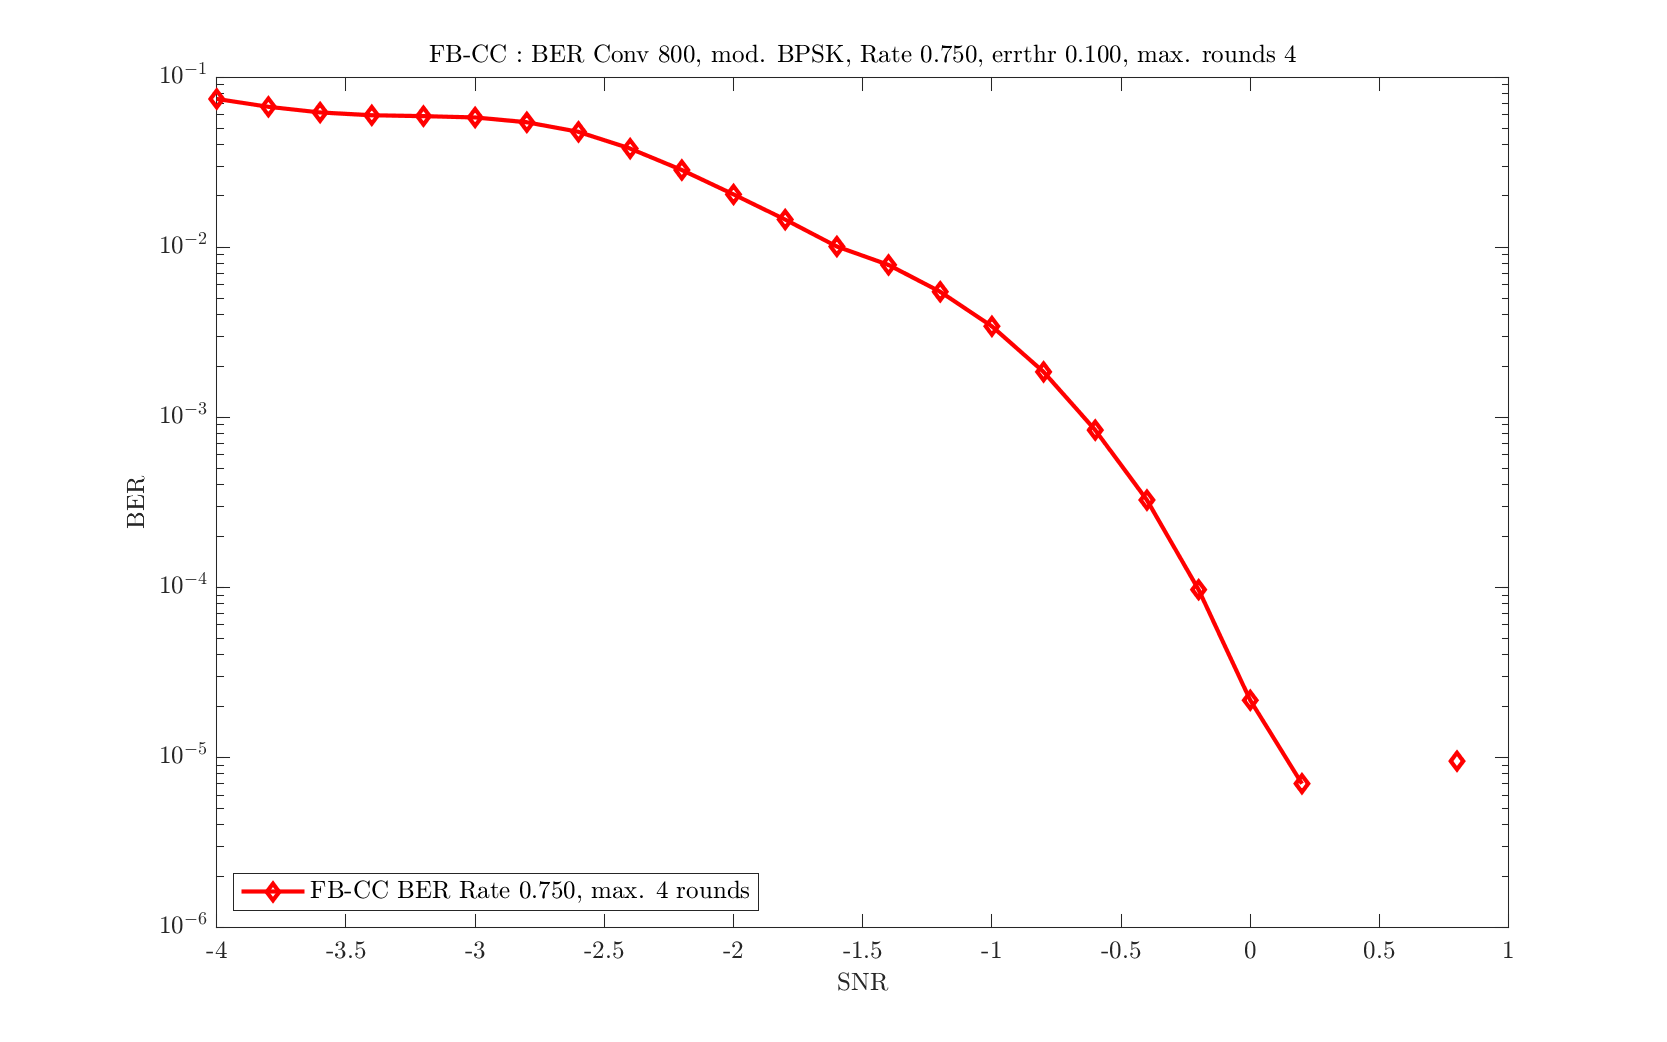 FB-CC : BER Conv 800, mod. BPSK, Rate 0.750, errthr 0.100, max. rounds 4
10⁻¹
10⁻²
10⁻³
10⁻⁴
10⁻⁵
10⁻⁶
BER
FB-CC BER Rate 0.750, max. 4 rounds
-4 -3.5 -3 -2.5 -2 -1.5 -1 -0.5 0 0.5 1
SNR